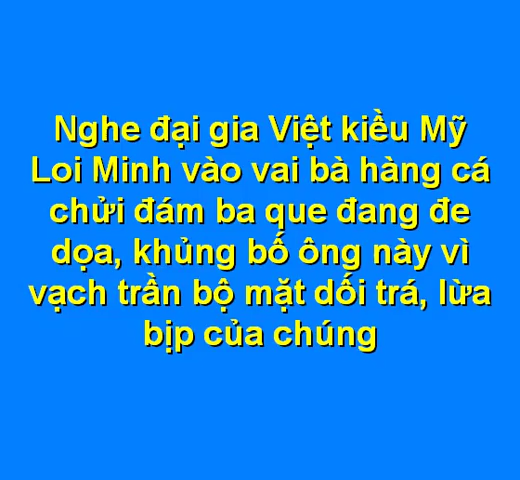 Nghe đại gia Việt kiều Mỹ
Loi Minh vào vai bà hàng cá
chửi đám ba que đang đe
dọa, khủng bố ông này vì
vạch trần bộ mặt dối trá, lừa
bịp của chúng